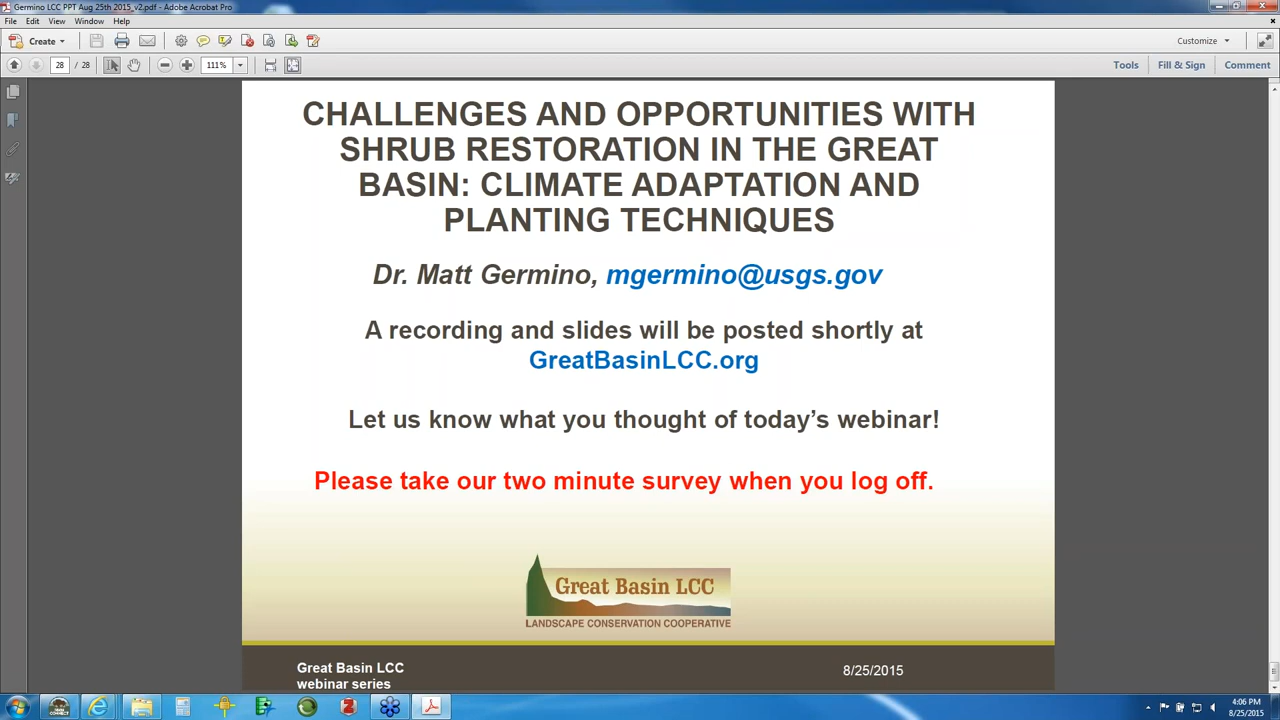 Germino LCC PPT Aug 25th 2015_v2.pdf - Adobe Acrobat Pro
File Edit View Window Help
Create Customize
28 / 28 111% Tools Fill & Sign Comment
CHALLENGES AND OPPORTUNITIES WITH
SHRUB RESTORATION IN THE GREAT
BASIN: CLIMATE ADAPTATION AND
PLANTING TECHNIQUES
Dr. Matt Germino, mgermino@usgs.gov
A recording and slides will be posted shortly at
GreatBasinLCC.org
Let us know what you thought of today’s webinar!
Please take our two minute survey when you log off.
Great Basin LCC
LANDSCAPE CONSERVATION COOPERATIVE
Great Basin LCC
webinar series
8/25/2015
4:06 PM
8/25/2015